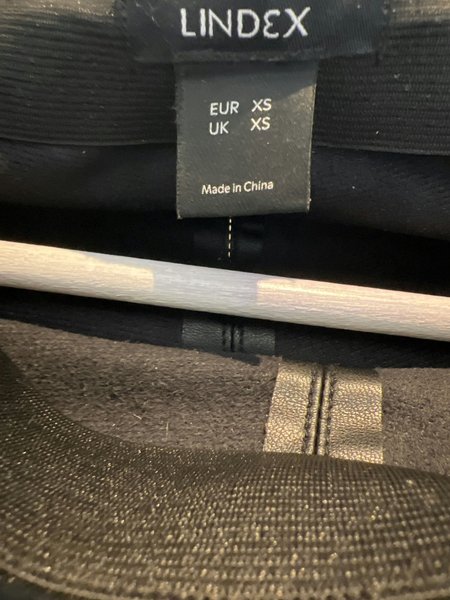 LINDEX
EUR XS
UK XS
Made in China